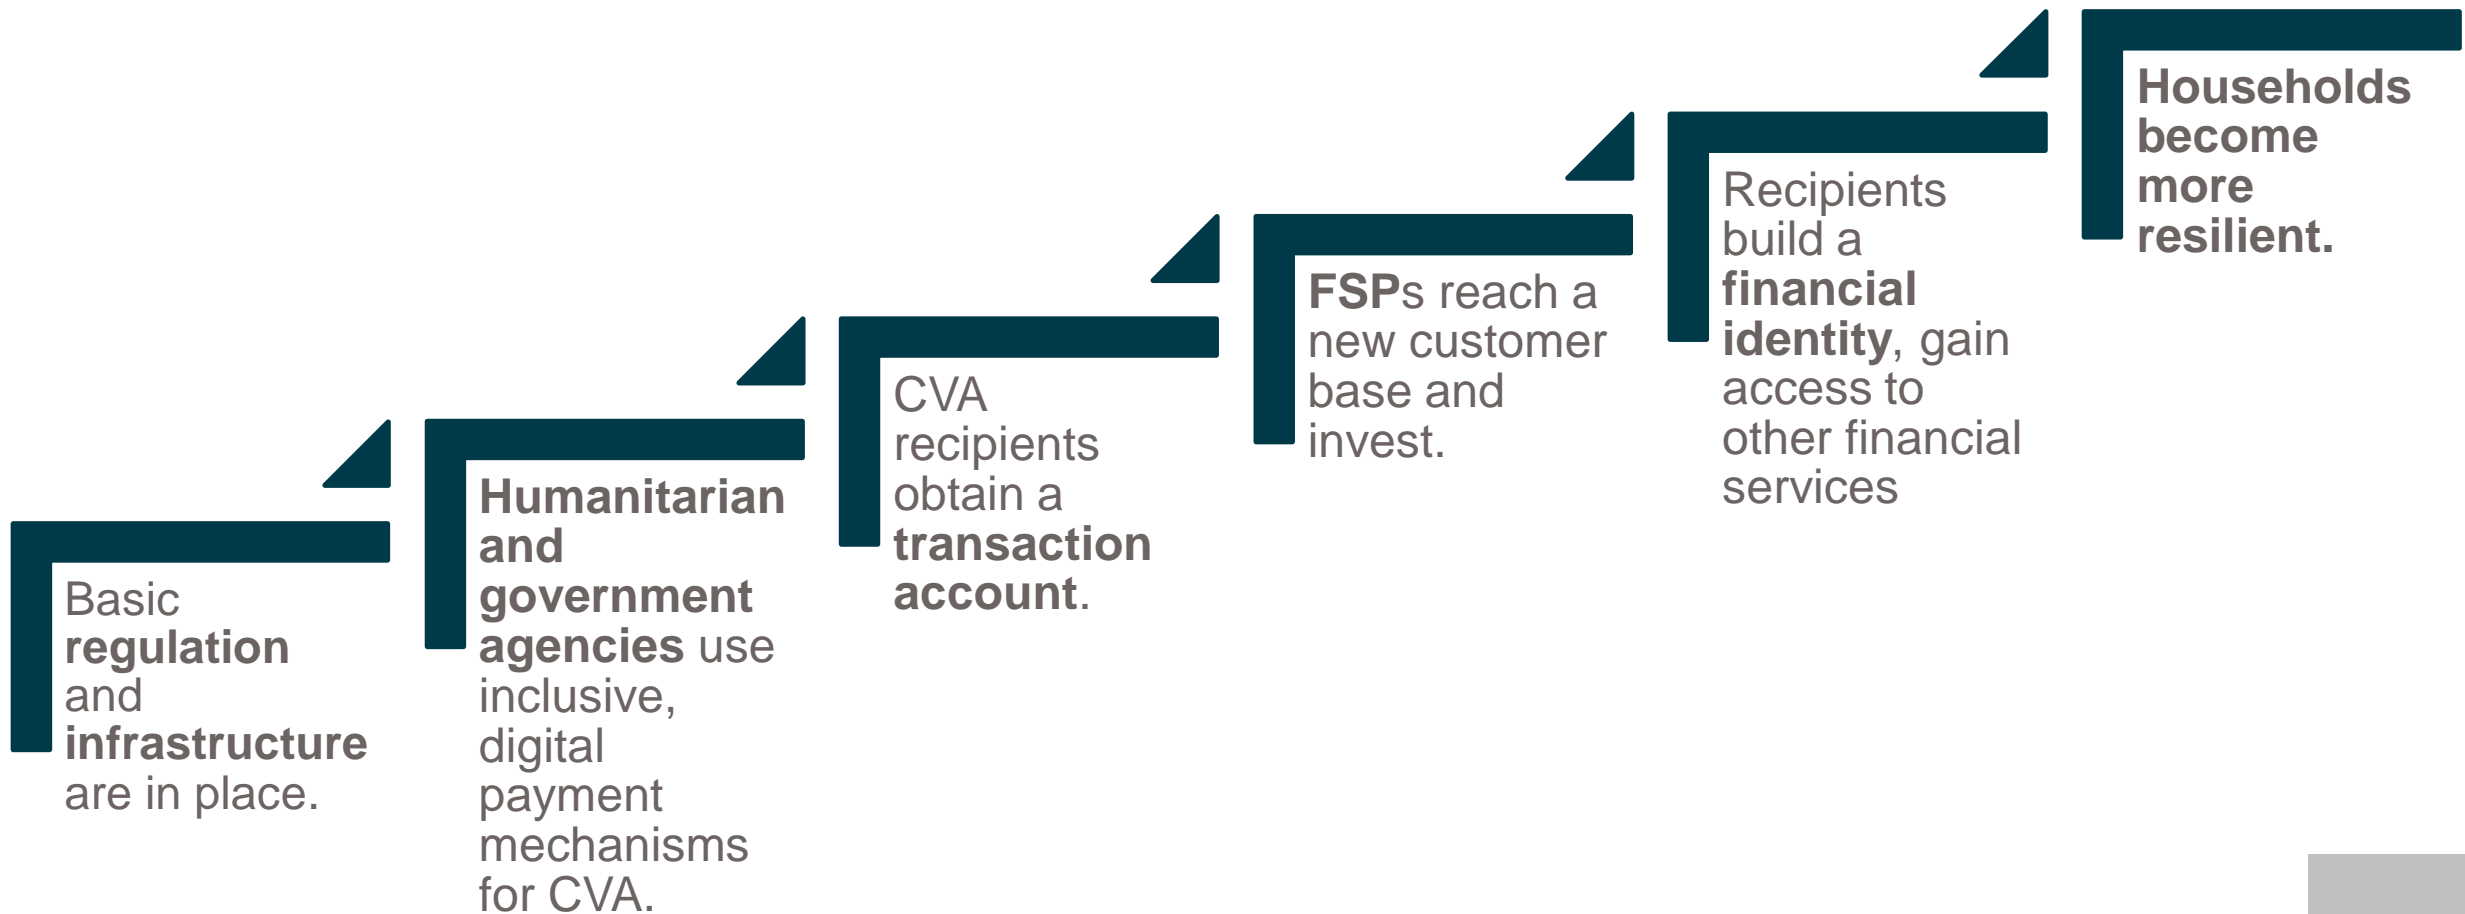 Basic
regulation
and
infrastructure
are in place.
Humanitarian
and
government
agencies use
inclusive,
digital
payment
mechanisms
for CVA.
CVA
recipients
obtain a
transaction
account.
FSPs reach a
new customer
base and
invest.
Recipients
build a
financial
identity, gain
access to
other financial
services
Households
become
more
resilient.